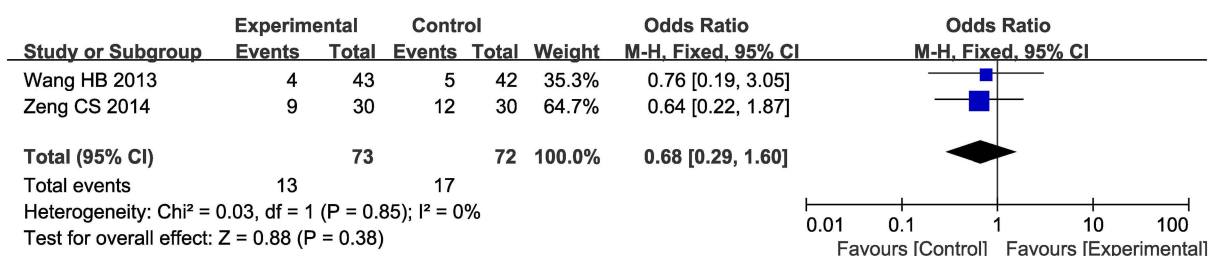 Experimental Control Odds Ratio Odds Ratio
Study or Subgroup Events Total Events Total Weight M-H, Fixed, 95% CI M-H, Fixed, 95% CI
Wang HB 2013 4 43 5 42 35.3% 0.76 [0.19, 3.05]
Zeng CS 2014 9 30 12 30 64.7% 0.64 [0.22, 1.87]
Total (95% CI) 73 72 100.0% 0.68 [0.29, 1.60]
Total events 13 17
Heterogeneity: Chi² = 0.03, df = 1 (P = 0.85); I² = 0%
Test for overall effect: Z = 0.88 (P = 0.38)
0.01 0.1 1 10 100
Favours [Control] Favours [Experimental]